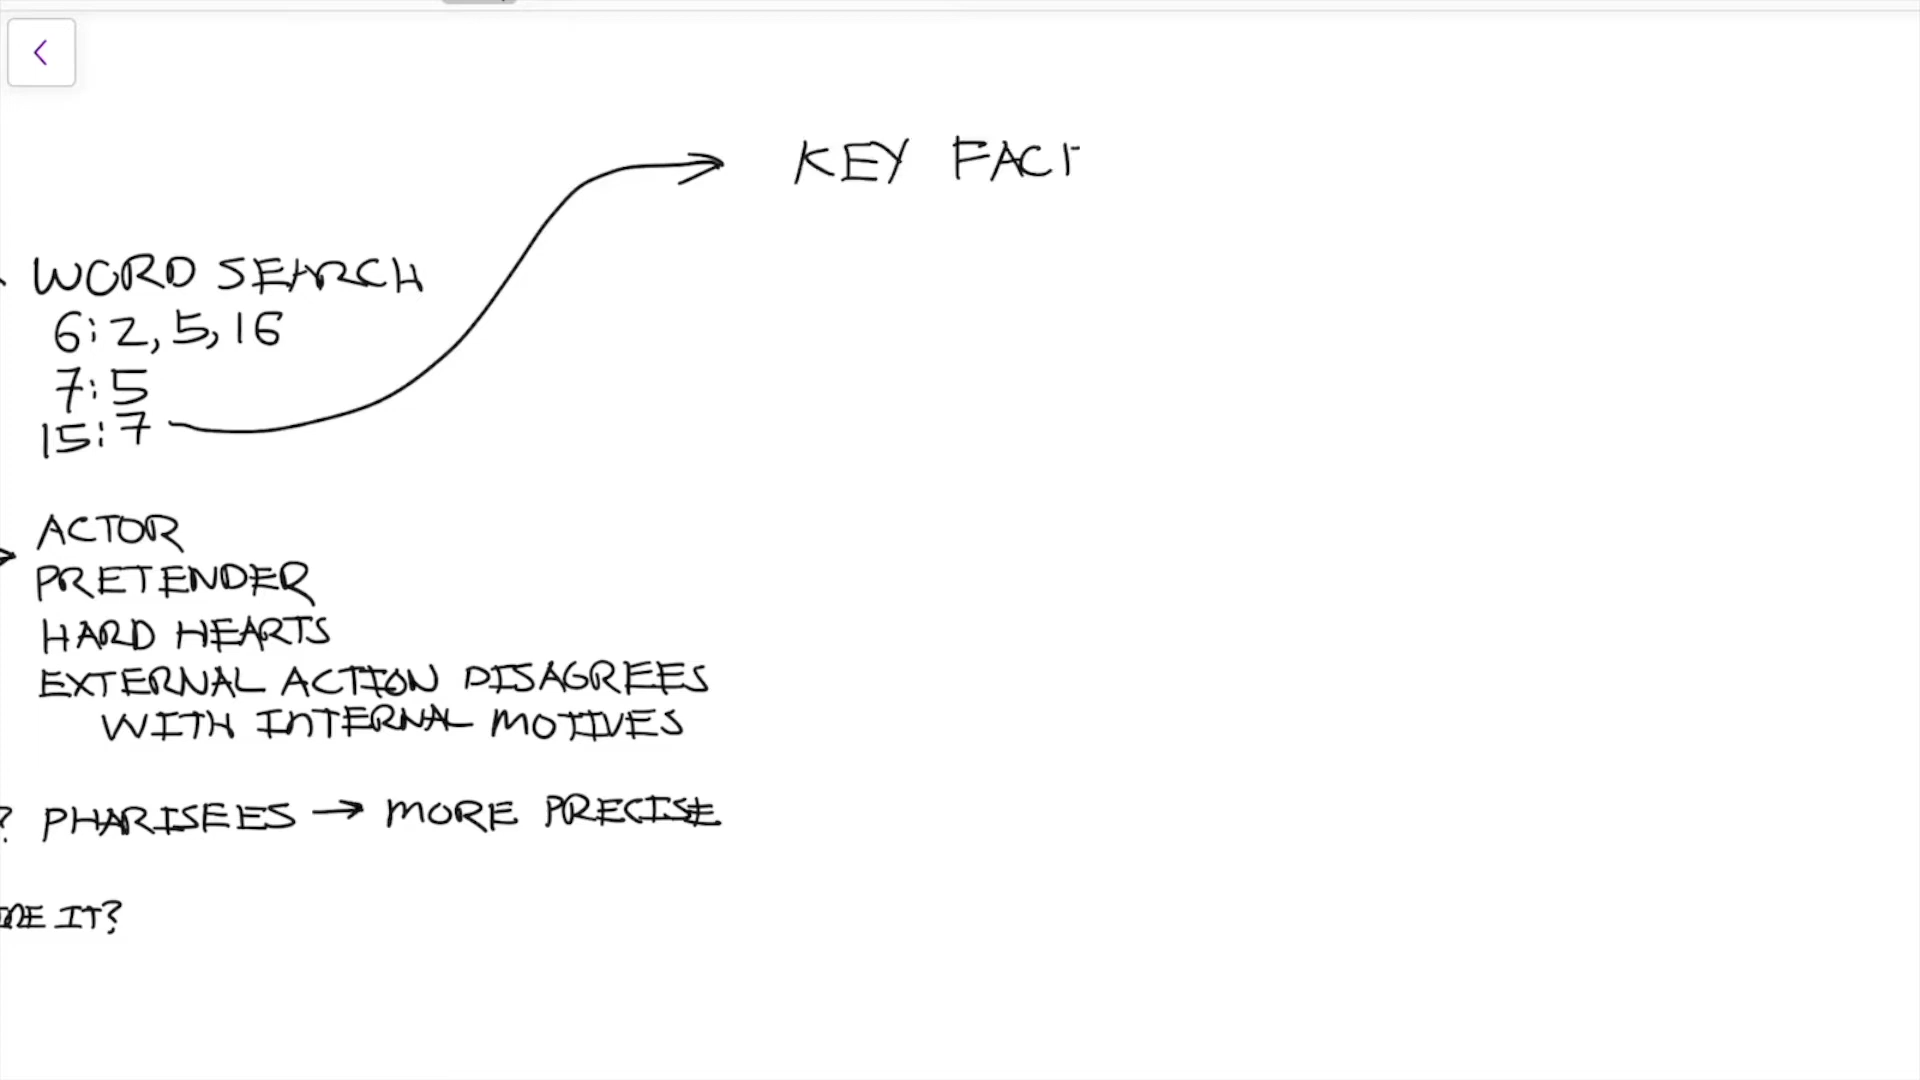 KEY FACT
WORD SEARCH
6:2, 5, 16
7:5
15:7
ACTOR
PRETENDER
HARD HEARTS
EXTERNAL ACTION DISAGREES
WITH INTERNAL MOTIVES
? PHARISEES → MORE PRECISE
IT?